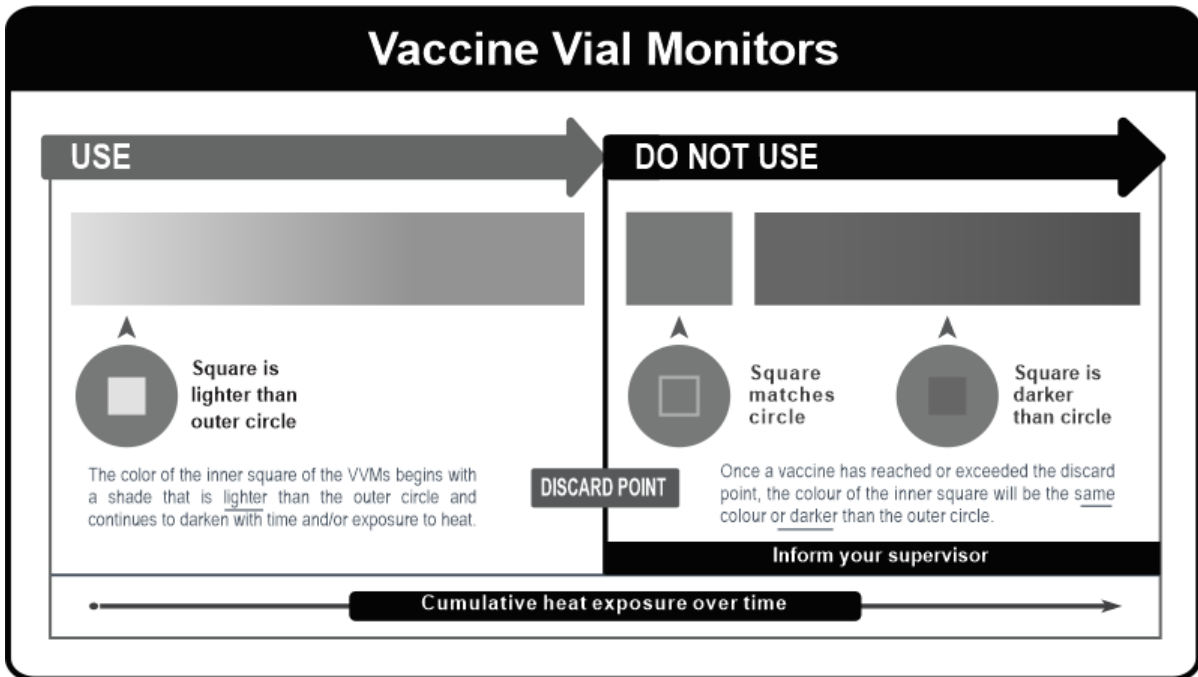 Vaccine Vial Monitors
USE
DO NOT USE
Square is
lighter than
outer circle
Square
matches
circle
Square is
darker
than circle
The color of the inner square of the VVMs begins with
a shade that is lighter than the outer circle and
continues to darken with time and/or exposure to heat.
DISCARD POINT
Once a vaccine has reached or exceeded the discard
point, the colour of the inner square will be the same
colour or darker than the outer circle.
Inform your supervisor
Cumulative heat exposure over time